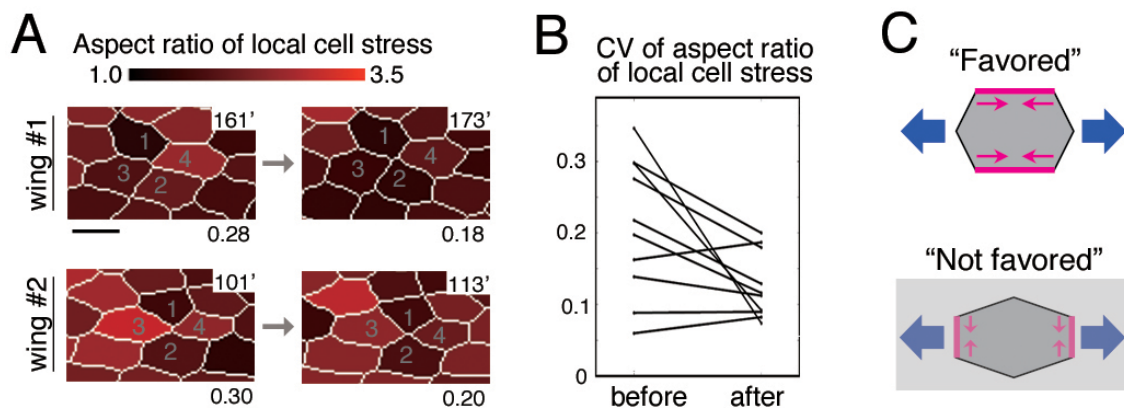 A
Aspect ratio of local cell stress
1.0 3.5
wing #1
161’
1
4
3
2
0.28
173’
1
4
3
2
0.18
wing #2
101’
1
3
4
2
0.30
113’
1
3
4
2
0.20
B
CV of aspect ratio
of local cell stress
0.3
0.2
0.1
0
before after
C
“Favored”
“Not favored”